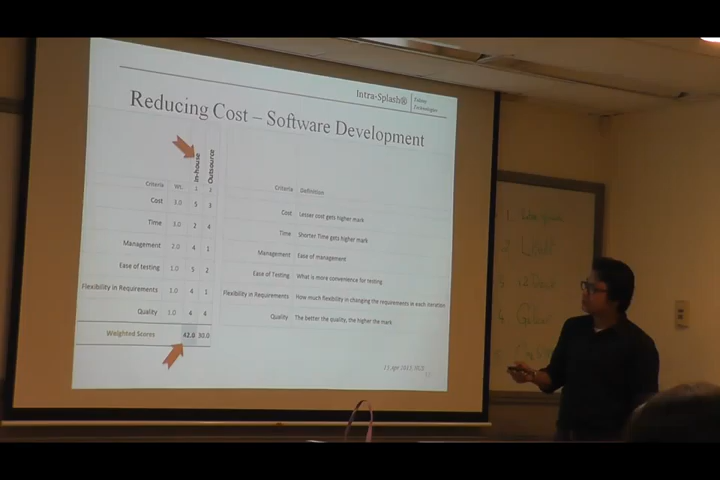 Intra-Splash®
Reducing Cost – Software Development
In-house Outsource
Criteria Wt. 1 2
Cost 3.0 5 3
Time 3.0 2 4
Management 2.0 4 1
Ease of testing 1.0 5 2
Flexibility in Requirements 1.0 4 1
Quality 1.0 4 4
Weighted Scores 42.0 30.0
Criteria Definition
Cost Lesser cost gets higher mark
Time Shorter Time gets higher mark
Management Ease of management
Ease of Testing What is more convenience for testing
Flexibility in Requirements How much flexibility in changing the requirements in each iteration
Quality The better the quality, the higher the mark